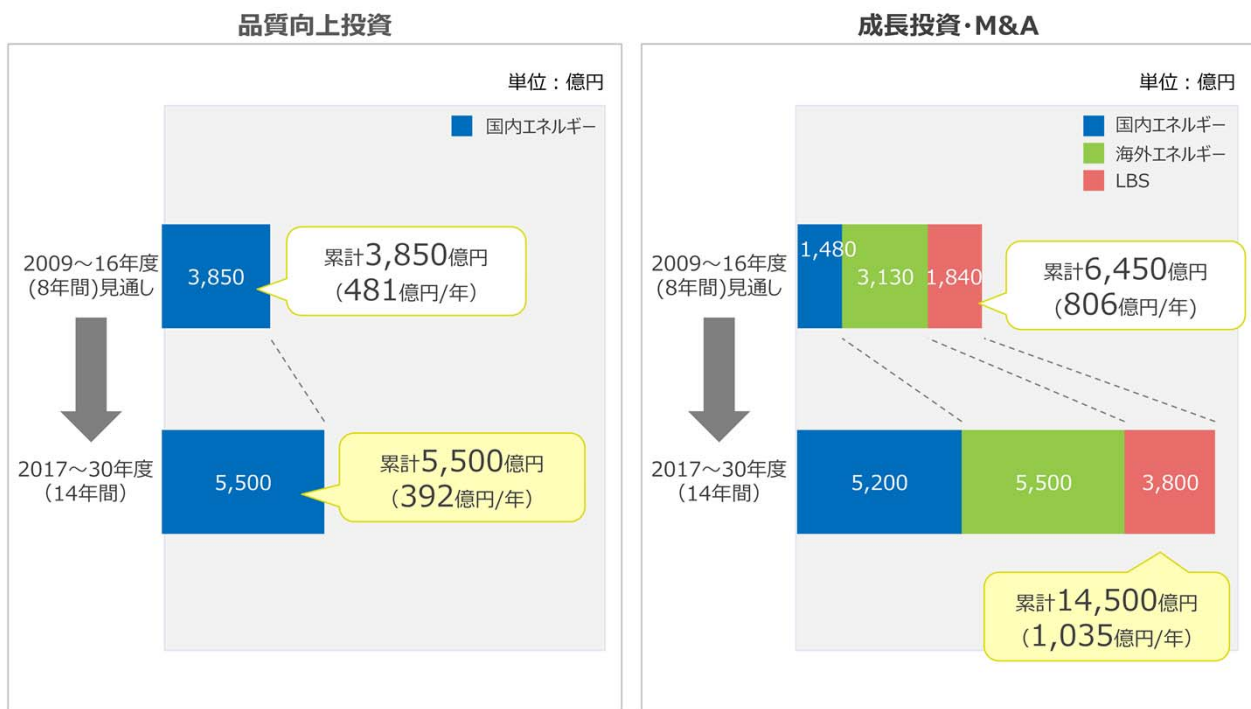 品質向上投資
単位：億円
国内エネルギー
2009～16年度
(8年間)見通し
3,850
累計3,850億円
(481億円/年)
2017～30年度
(14年間)
5,500
累計5,500億円
(392億円/年)
成長投資･M&A
単位：億円
国内エネルギー
海外エネルギー
LBS
2009～16年度
(8年間)見通し
1,480
3,130
1,840
累計6,450億円
(806億円/年)
2017～30年度
(14年間)
5,200
5,500
3,800
累計14,500億円
(1,035億円/年)